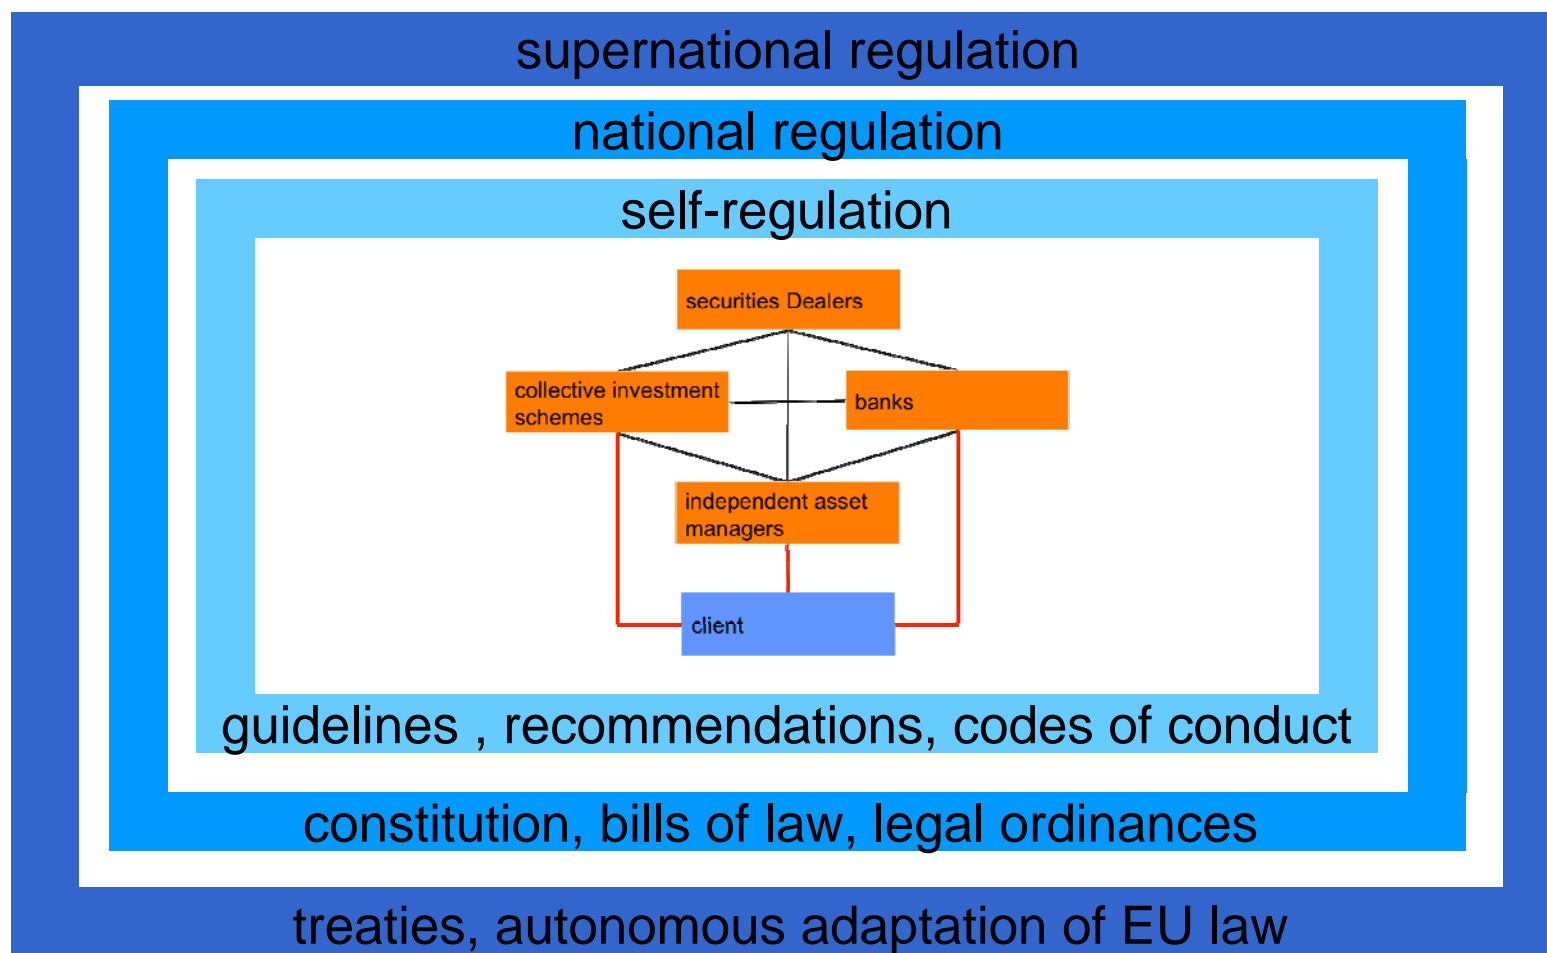 supernational regulation
national regulation
self-regulation
securities Dealers
collective investment
schemes
banks
independent asset
managers
client
guidelines , recommendations, codes of conduct
constitution, bills of law, legal ordinances
treaties, autonomous adaptation of EU law